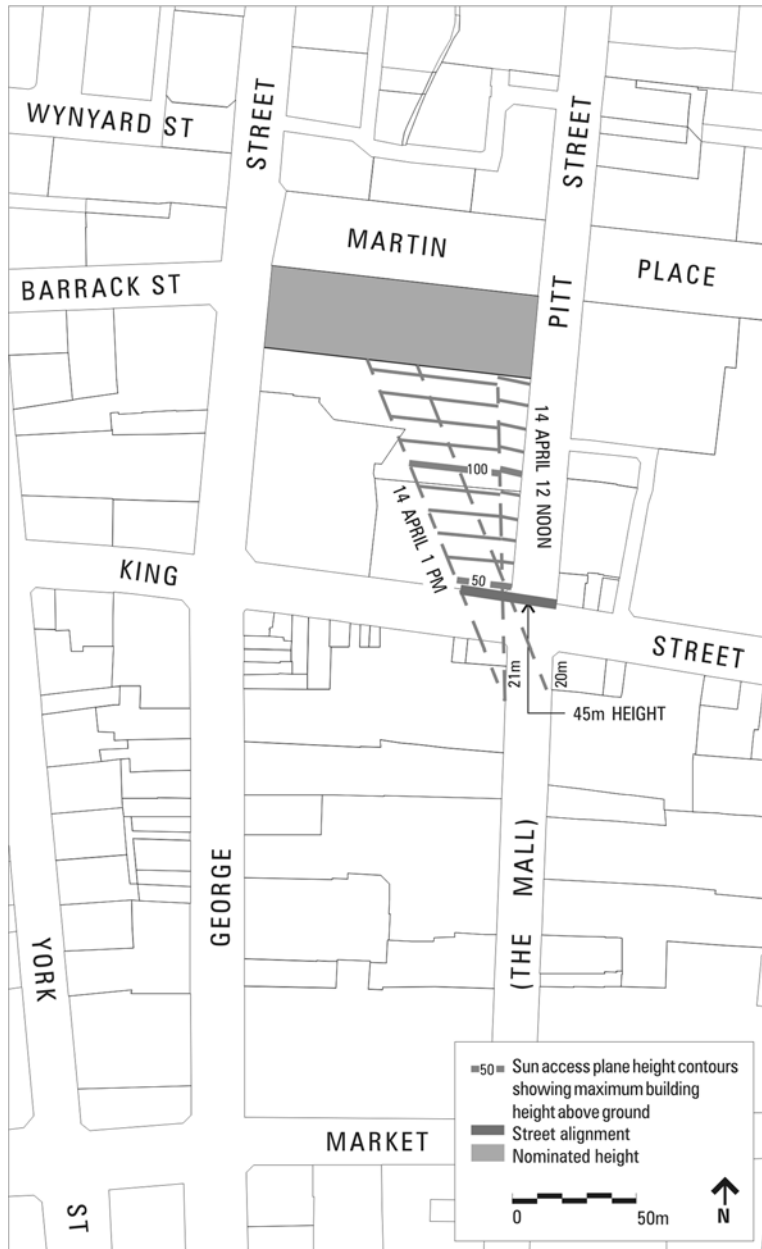 WYNYARD ST
STREET
STREET
MARTIN
PLACE
BARRACK ST
PITT
14 APRIL 12 NOON
100
14 APRIL 1 PM
KING
50
STREET
21m
20m
45m HEIGHT
(THE MALL)
GEORGE
YORK
ST
MARKET
50 Sun access plane height contours
showing maximum building
height above ground
Street alignment
Nominated height
0 50m
N